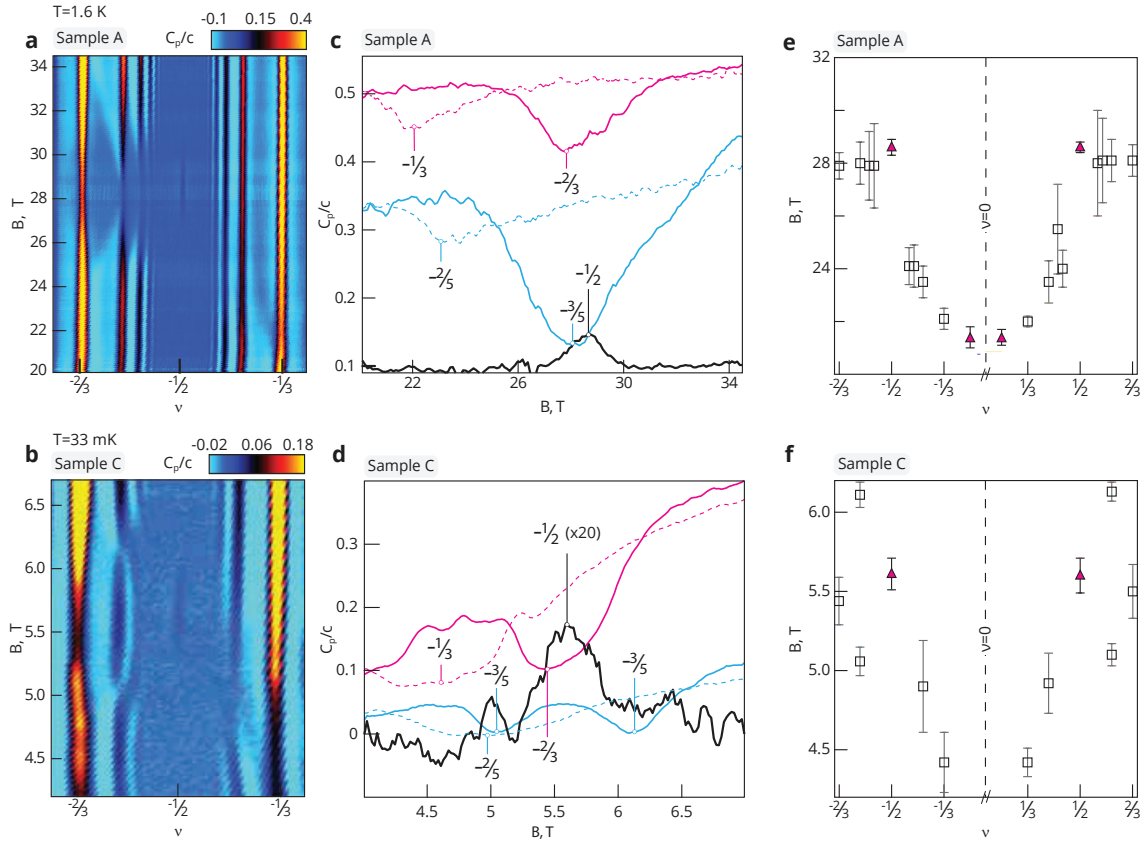 T=1.6 K
a
Sample A
Cp/c
-0.1
0.15
0.4
B, T
34
32
30
28
26
24
22
20
-⅔
-½
-⅓
ν
c
Sample A
Cp/c
0.5
0.4
0.3
0.2
0.1
-⅓
-⅔
-⅖
-½
-⅗
22
26
30
34
B, T
e
Sample A
B, T
32
28
24
ν=0
-⅔
-½
-⅓
⅓
½
⅔
ν
T=33 mK
b
Sample C
Cp/c
-0.02
0.06
0.18
B, T
6.5
6.0
5.5
5.0
4.5
-⅔
-½
-⅓
ν
d
Sample C
Cp/c
0.3
0.2
0.1
0
-½ (x20)
-⅓
-⅗
-⅗
-⅖
-⅔
4.5
5
5.5
6
6.5
B, T
f
Sample C
B, T
6.0
5.5
5.0
4.5
ν=0
-⅔
-½
-⅓
⅓
½
⅔
ν